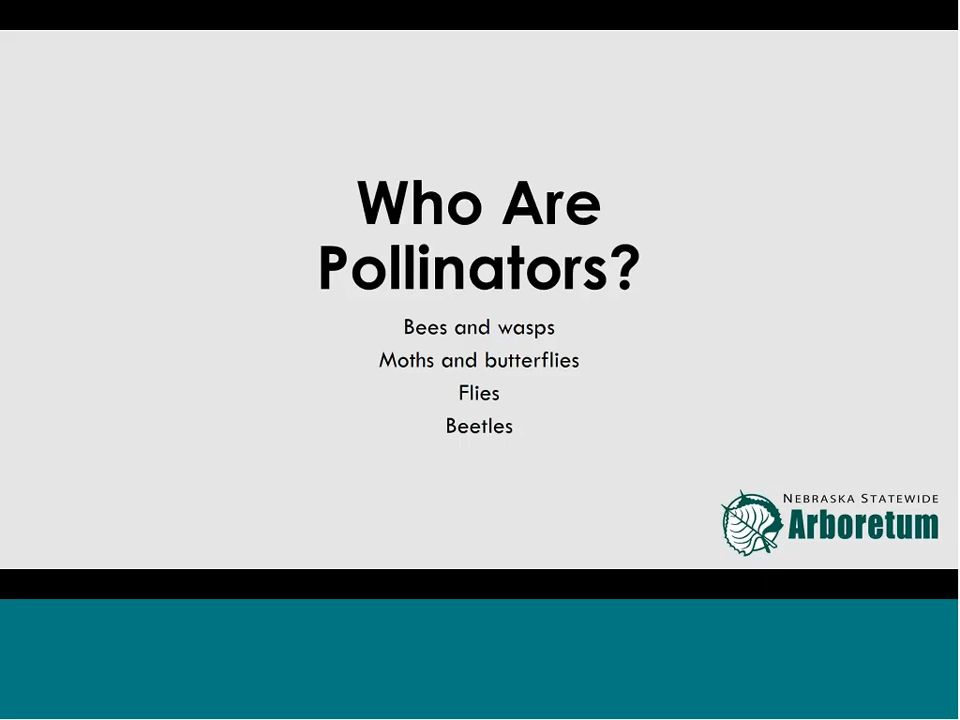 Who Are
Pollinators?
Bees and wasps
Moths and butterflies
Flies
Beetles
NEBRASKA STATEWIDE
Arboretum